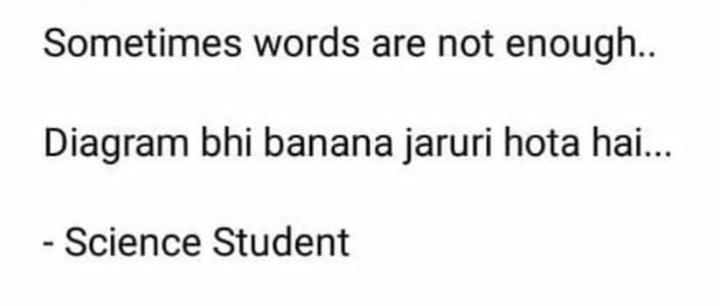 Sometimes words are not enough..
Diagram bhi banana jaruri hota hai...
- Science Student